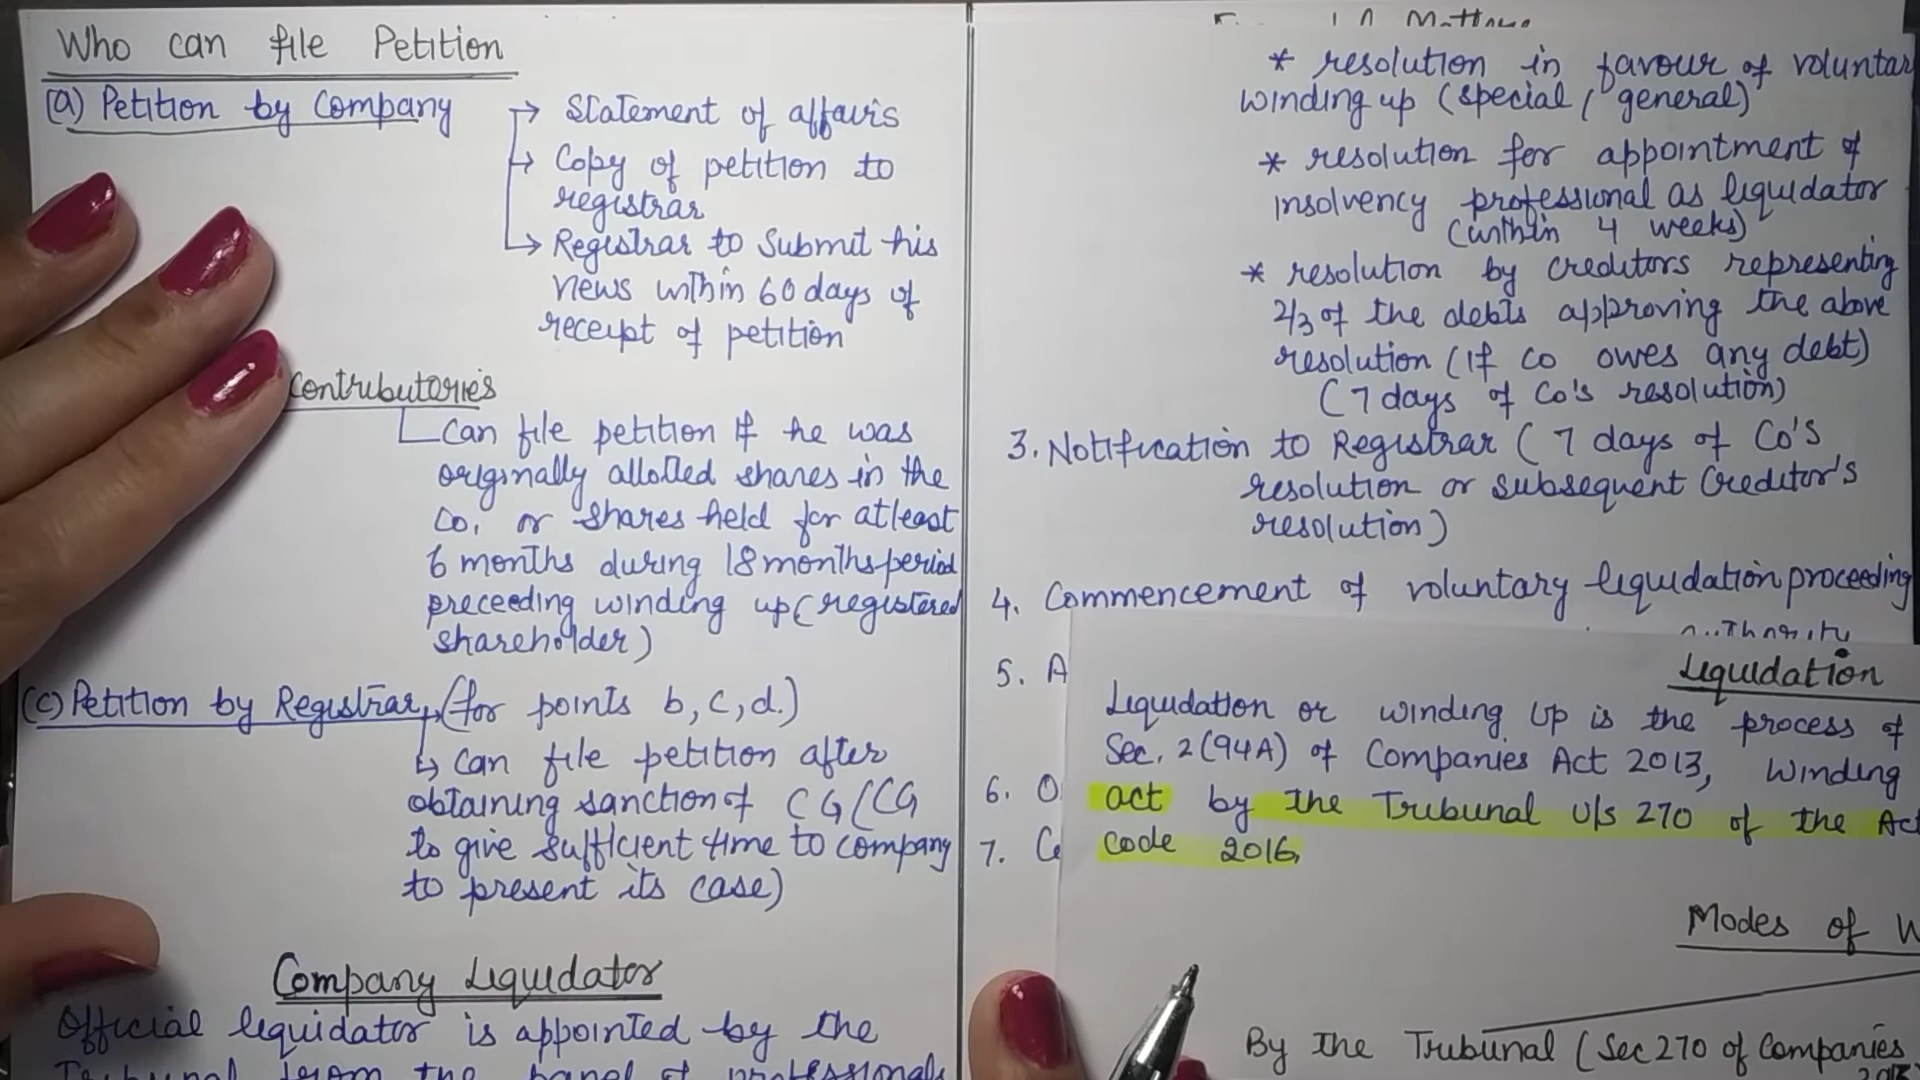 Who can file Petition
(a) Petition by Company
→ Statement of affairs
→ Copy of petition to
registrar
→ Registrar to Submit his
views within 60 days of
receipt of petition
Contributories
Can file petition if he was
originally allotted shares in the
Co, or shares held for atleast
6 months during 18 months period
preceeding winding up (registered
shareholder)
(c) Petition by Registrar → (for points b, c, d.)
↳ Can file petition after
obtaining sanction of CG (CG
to give sufficient time to company
to present its case)
Company Liquidator
Official liquidator is appointed by the
Tribunal from the panel of professionals
* resolution in favour of voluntar
winding up (special / general)
* resolution for appointment of
insolvency professional as liquidator
(within 4 weeks)
* resolution by creditors representing
2/3 of the debts approving the above
resolution (if co owes any debt)
(7 days of Co's resolution)
3. Notification to Registrar (7 days of Co's
resolution or subsequent Creditor's
resolution)
4. Commencement of voluntary liquidation proceeding
authority
5. A
6. O
7. C
Liquidation
Liquidation or winding up is the process of
Sec. 2(94A) of Companies Act 2013, winding
act by the Tribunal u/s 270 of the Act
code 2016,
Modes of W
By the Tribunal (Sec 270 of Companies